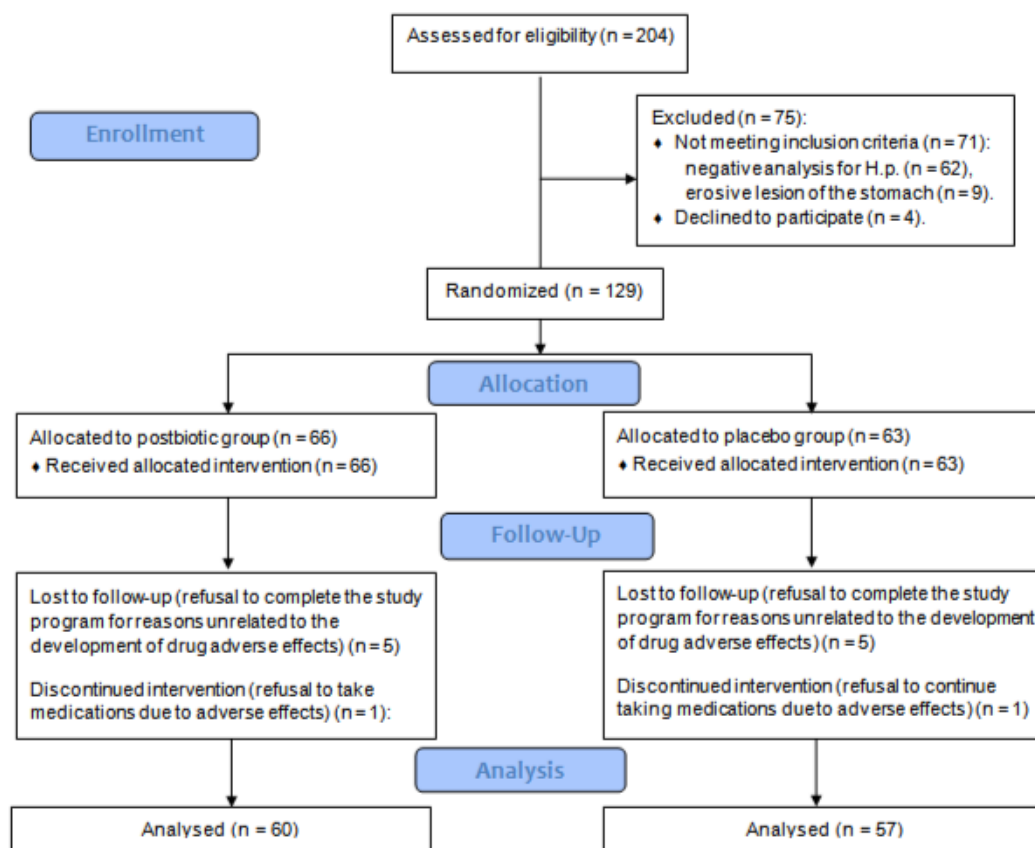 Assessed for eligibility (n = 204)
Enrollment
Excluded (n = 75):
♦ Not meeting inclusion criteria (n = 71):
negative analysis for H.p. (n = 62),
erosive lesion of the stomach (n = 9).
♦ Declined to participate (n = 4).
Randomized (n = 129)
Allocation
Allocated to postbiotic group (n = 66)
♦ Received allocated intervention (n = 66)
Allocated to placebo group (n = 63)
♦ Received allocated intervention (n = 63)
Follow-Up
Lost to follow-up (refusal to complete the study
program for reasons unrelated to the
development of drug adverse effects) (n = 5)
Discontinued intervention (refusal to take
medications due to adverse effects) (n = 1):
Lost to follow-up (refusal to complete the study
program for reasons unrelated to the development
of drug adverse effects) (n = 5)
Discontinued intervention (refusal to continue
taking medications due to adverse effects) (n = 1)
Analysis
Analysed (n = 60)
Analysed (n = 57)